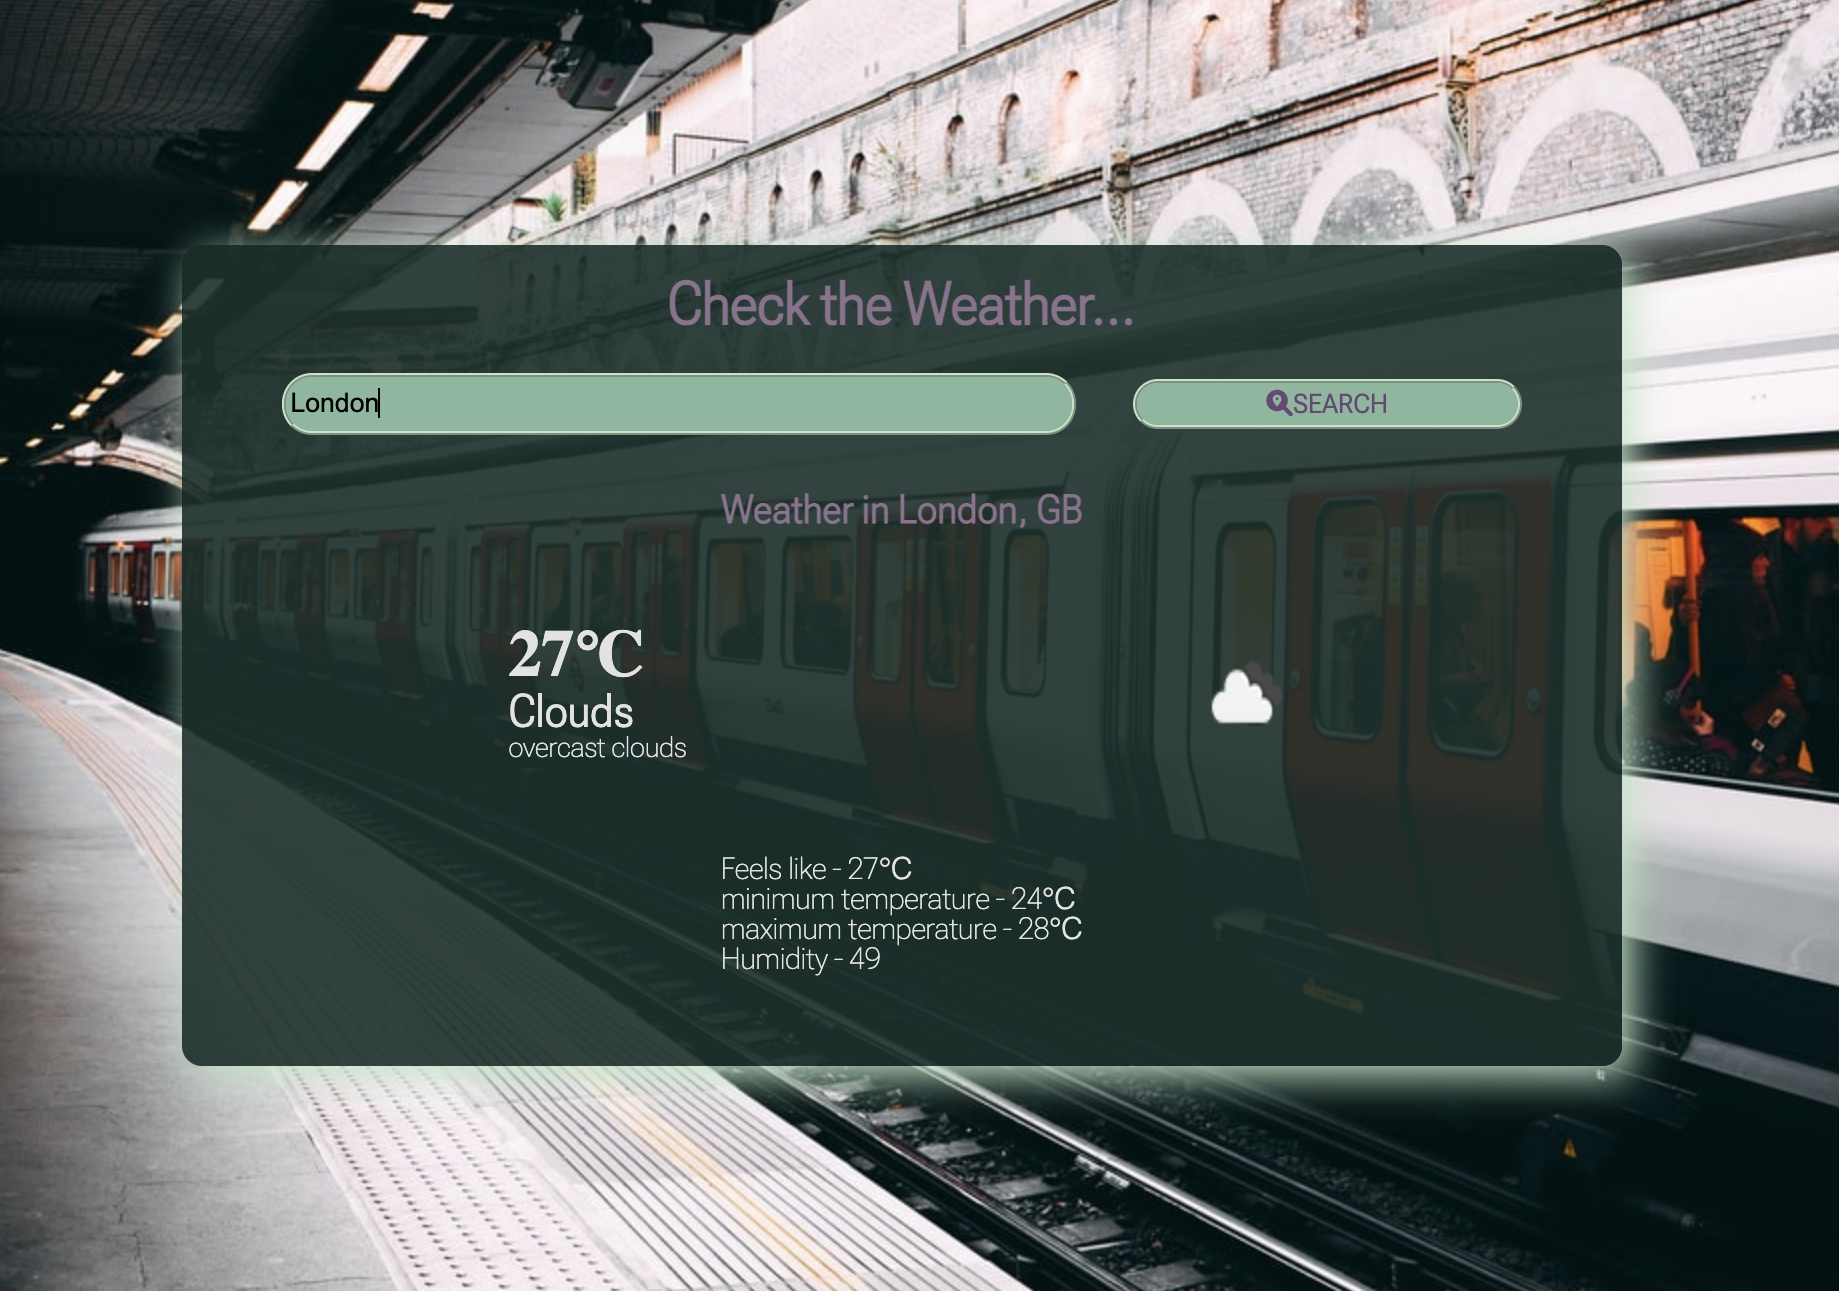 Check the Weather...
London
SEARCH
Weather in London, GB
27°C
Clouds
overcast clouds
Feels like - 27°C
minimum temperature - 24°C
maximum temperature - 28°C
Humidity - 49